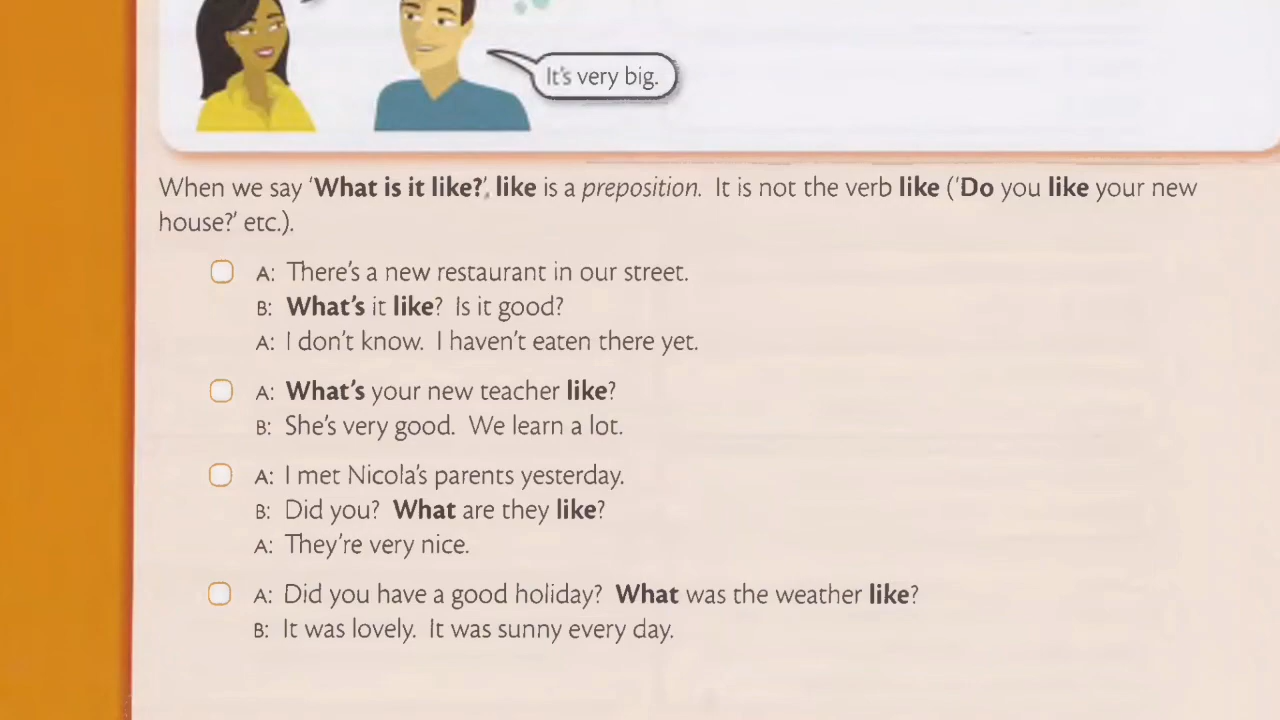 It's very big.
When we say 'What is it like?', like is a preposition. It is not the verb like ('Do you like your new
house?' etc.).
A: There's a new restaurant in our street.
B: What's it like? Is it good?
A: I don't know. I haven't eaten there yet.
A: What's your new teacher like?
B: She's very good. We learn a lot.
A: I met Nicola's parents yesterday.
B: Did you? What are they like?
A: They're very nice.
A: Did you have a good holiday? What was the weather like?
B: It was lovely. It was sunny every day.